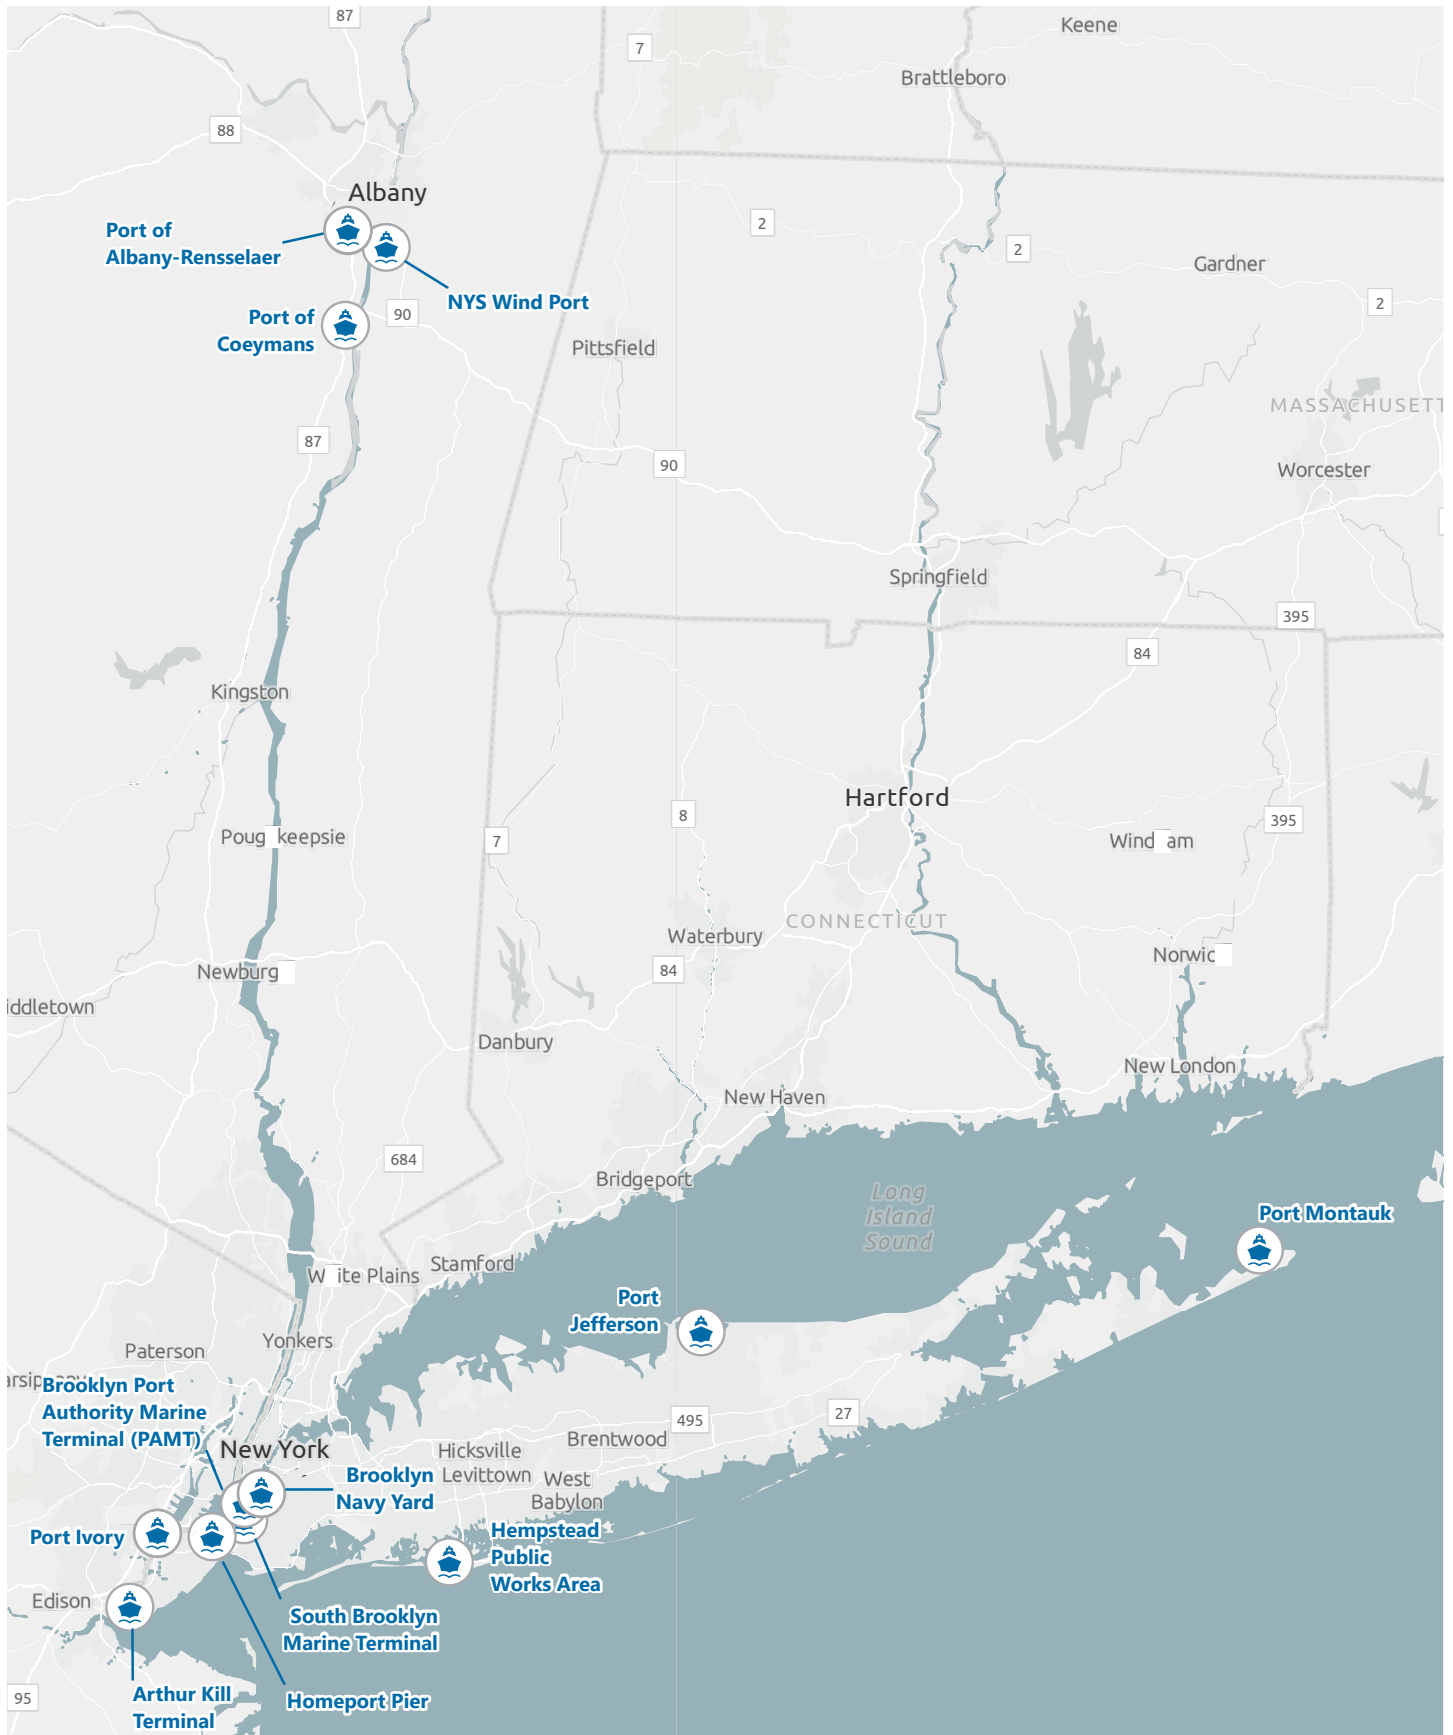 87
Keene
7
Brattleboro
88
Albany
2
Port of
Albany-Rensselaer
2
Gardner
NYS Wind Port
2
90
Port of
Coeymans
Pittsfield
MASSACHUSETT
87
90
Worcester
Springfield
395
84
Kingston
Hartford
8
395
Poug keepsie
7
Wind am
CONNECTICUT
Waterbury
Norwic
84
Newburg
iddletown
Danbury
New London
New Haven
684
Bridgeport
Long
Island
Sound
Port Montauk
Stamford
W ite Plains
Port
Jefferson
Yonkers
Paterson
Brooklyn Port
Authority Marine
Terminal (PAMT)
495
27
New York
Hicksville
Brentwood
Levittown
West
Babylon
Brooklyn
Navy Yard
Port Ivory
Hempstead
Public
Works Area
Edison
South Brooklyn
Marine Terminal
95
Arthur Kill
Terminal
Homeport Pier